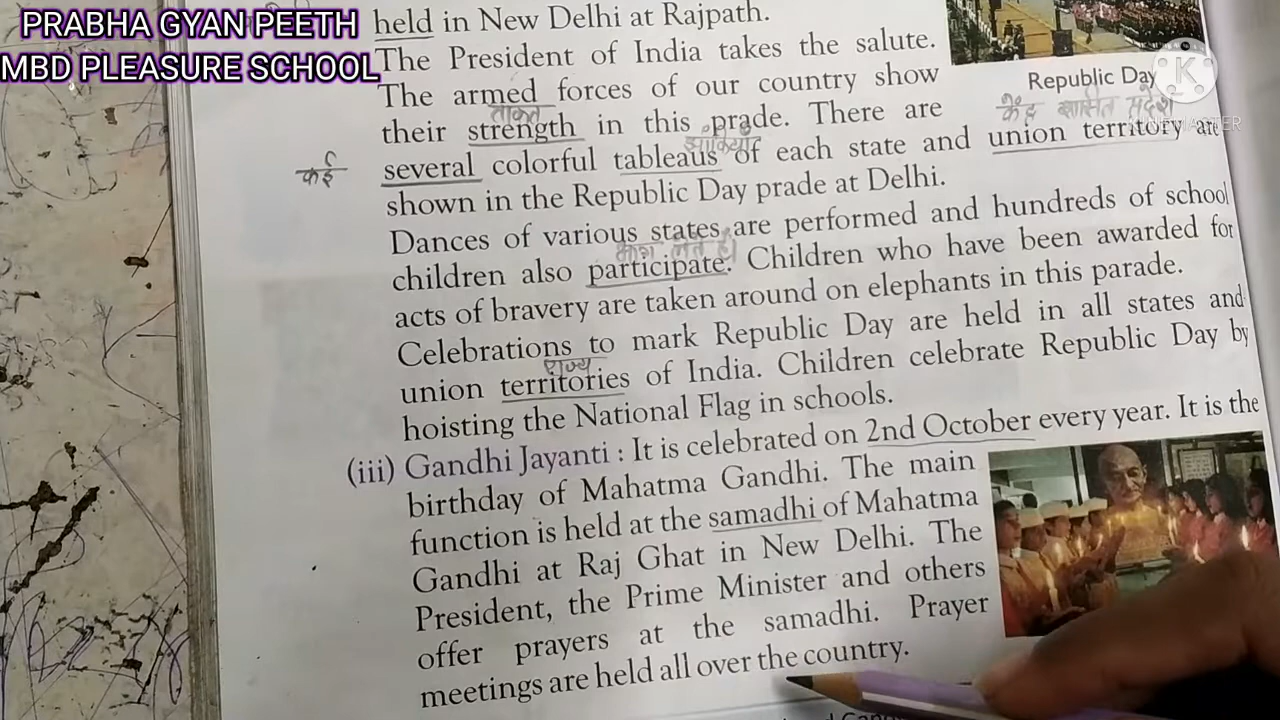 PRABHA GYAN PEETH
MBD PLEASURE SCHOOL
held in New Delhi at Rajpath.
The President of India takes the salute.
The armed forces of our country show
Republic Day
ताकत
केंद्र शासित प्रदेश
their strength in this prade. There are
KINEMASTER
झांकियाँ
कई
several colorful tableaus of each state and union territory are
shown in the Republic Day prade at Delhi.
Dances of various states are performed and hundreds of school
भाग लेते हैं।
children also participate. Children who have been awarded for
acts of bravery are taken around on elephants in this parade.
Celebrations to mark Republic Day are held in all states and
राज्य
union territories of India. Children celebrate Republic Day by
hoisting the National Flag in schools.
(iii) Gandhi Jayanti : It is celebrated on 2nd October every year. It is the
birthday of Mahatma Gandhi. The main
function is held at the samadhi of Mahatma
Gandhi at Raj Ghat in New Delhi. The
President, the Prime Minister and others
offer prayers at the samadhi. Prayer
meetings are held all over the country.